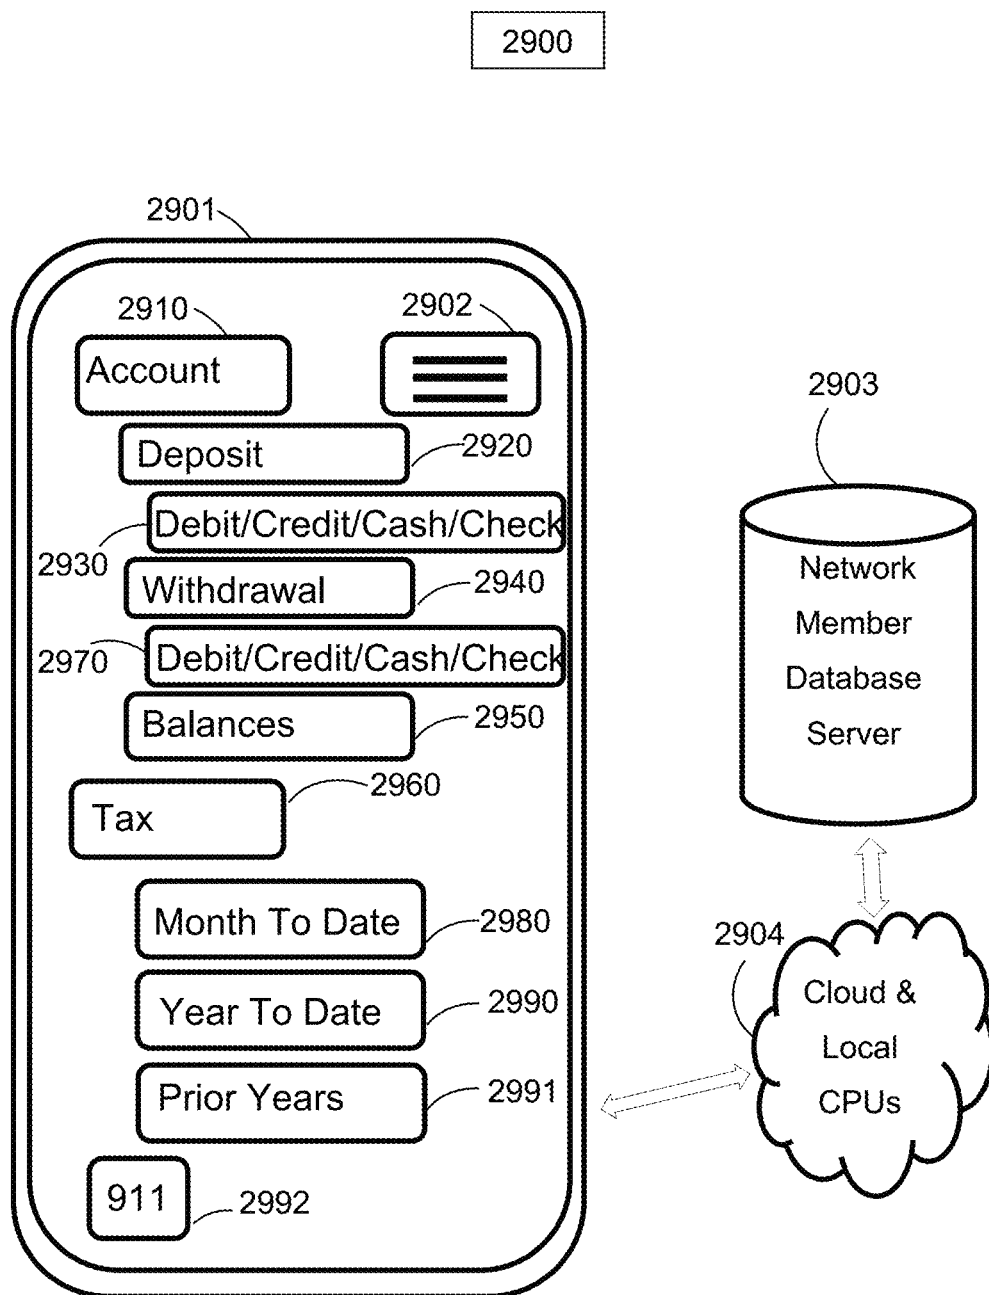 2900
2901
2910
2902
Account
2903
Deposit
2920
Debit/Credit/Cash/Check
2930
Withdrawal
2940
Debit/Credit/Cash/Check
2970
Balances
2950
Network
Member
Database
Server
2960
Tax
Month To Date
2980
2904
Cloud &
Local
CPUs
Year To Date
2990
Prior Years
2991
911
2992